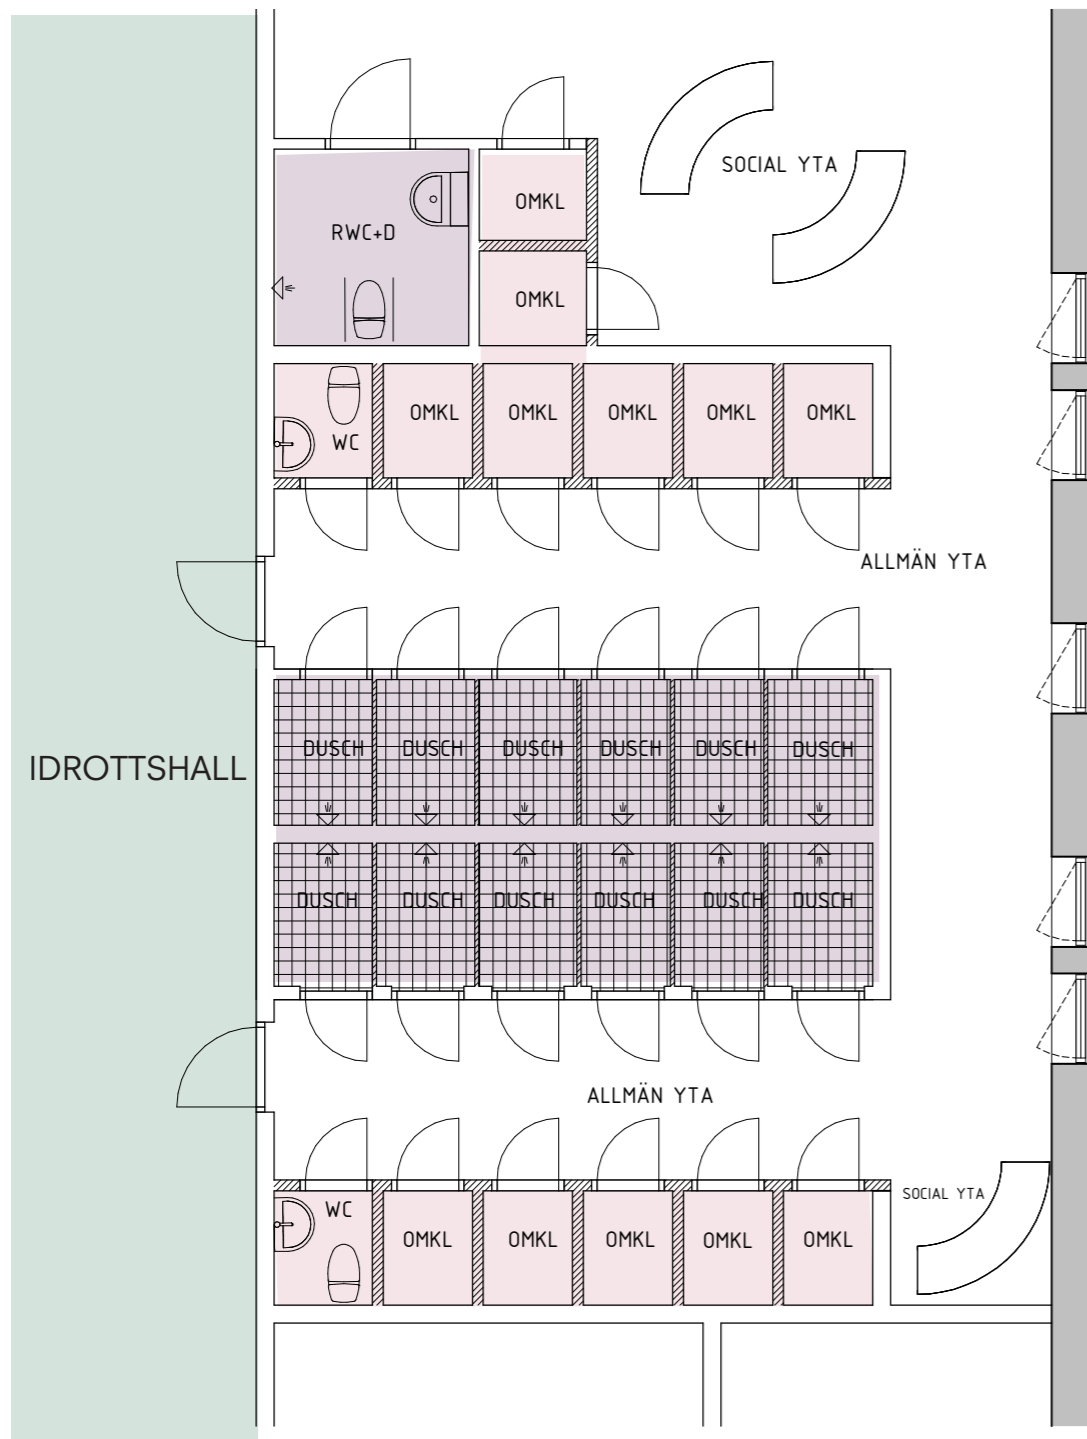 SOCIAL YTA
OMKL
RWC+D
OMKL
OMKL OMKL OMKL OMKL OMKL
WC
ALLMÄN YTA
IDROTTSHALL
DUSCH DUSCH DUSCH DUSCH DUSCH DUSCH
DUSCH DUSCH DUSCH DUSCH DUSCH DUSCH
ALLMÄN YTA
SOCIAL YTA
WC
OMKL OMKL OMKL OMKL OMKL